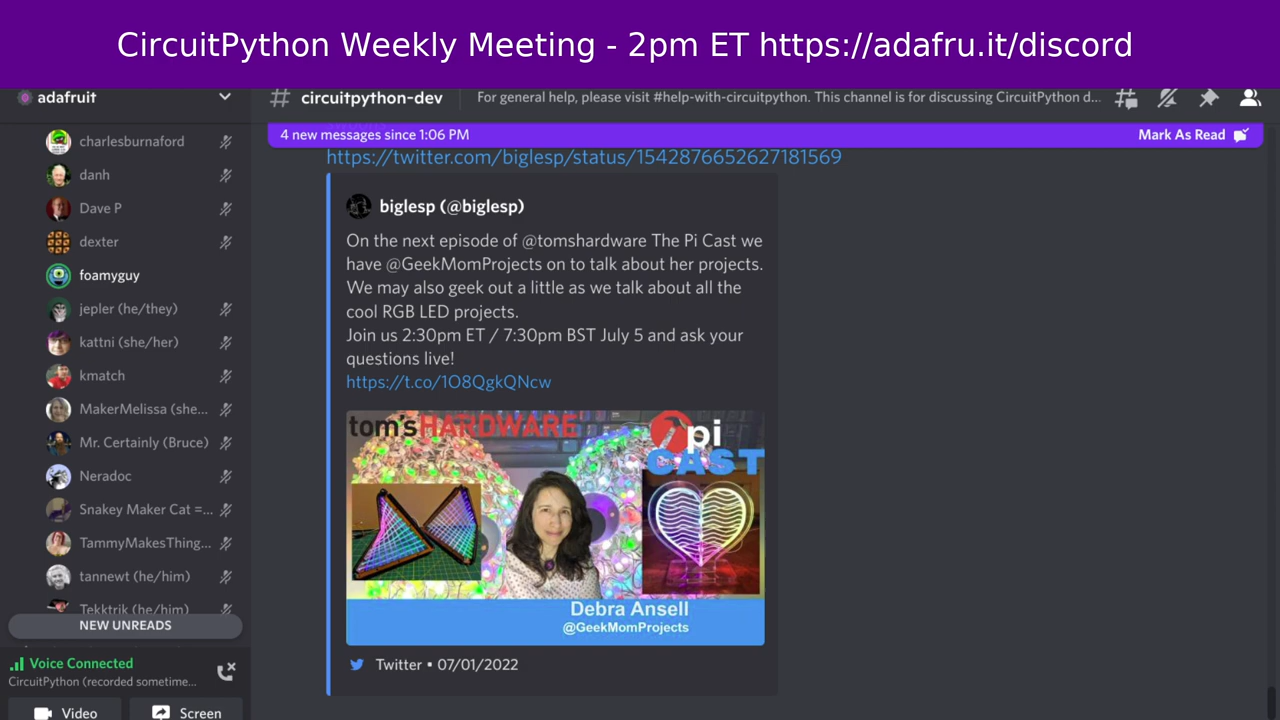 CircuitPython Weekly Meeting - 2pm ET https://adafru.it/discord
adafruit
# circuitpython-dev
For general help, please visit #help-with-circuitpython. This channel is for discussing CircuitPython d...
4 new messages since 1:06 PM
Mark As Read
charlesburnaford
danh
Dave P
dexter
foamyguy
jepler (he/they)
kattni (she/her)
kmatch
MakerMelissa (she...
Mr. Certainly (Bruce)
Neradoc
Snakey Maker Cat =...
TammyMakesThing...
tannewt (he/him)
Tekktrik (he/him)
NEW UNREADS
Voice Connected
CircuitPython (recorded sometime...
Video
Screen
https://twitter.com/biglesp/status/1542876652627181569
biglesp (@biglesp)
On the next episode of @tomshardware The Pi Cast we
have @GeekMomProjects on to talk about her projects.
We may also geek out a little as we talk about all the
cool RGB LED projects.
Join us 2:30pm ET / 7:30pm BST July 5 and ask your
questions live!
https://t.co/1O8QgkQNcw
tom's HARDWARE
pi
CAST
Debra Ansell
@GeekMomProjects
Twitter • 07/01/2022